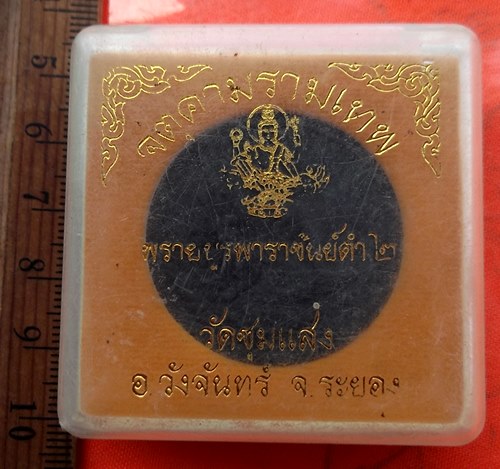 จตุคามรามเทพ
พรายบูรพาราชันย์ดำ ๒
วัดชุมแสง
อ.วังจันทร์ จ.ระยอง
5
6
7
8
9
10